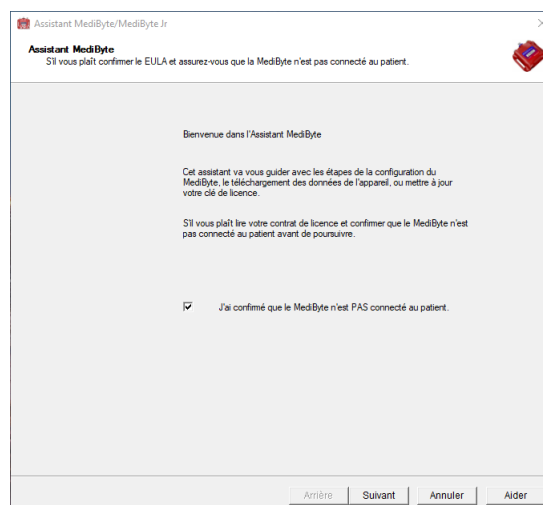 Assistant MediByte/MediByte Jr
Assistant MediByte
S'il vous plaît confirmer le EULA et assurez-vous que la MediByte n'est pas connecté au patient.
Bienvenue dans l'Assistant MediByte
Cet assistant va vous guider avec les étapes de la configuration du
MediByte, le téléchargement des données de l'appareil, ou mettre à jour
votre clé de licence.
S'il vous plaît lire votre contrat de licence et confirmer que le MediByte n'est
pas connecté au patient avant de poursuivre.
J'ai confirmé que le MediByte n'est PAS connecté au patient.
Arrière Suivant Annuler Aider